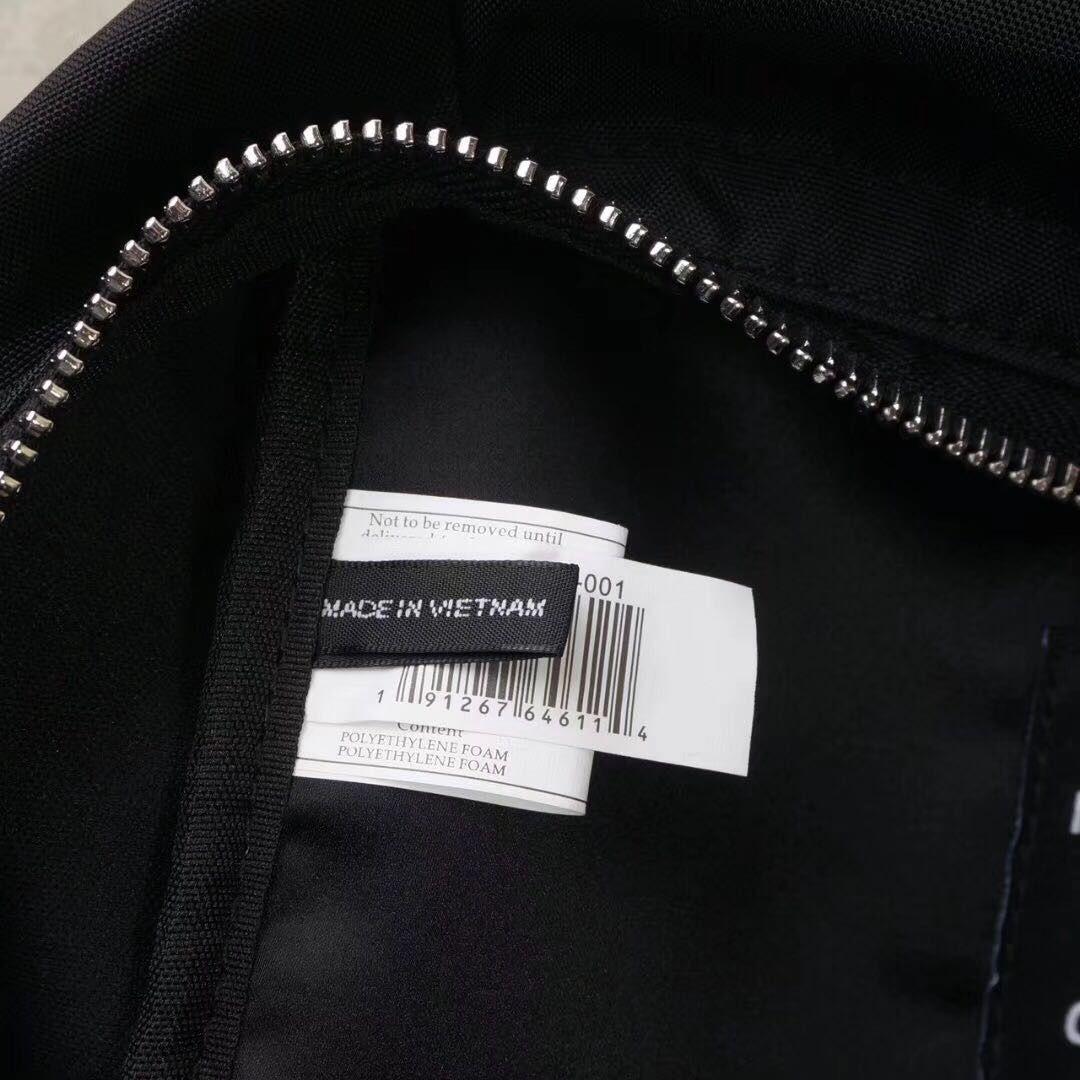 Not to be removed until
-001
MADE IN VIETNAM
1 91267 64611 4
Content
POLYETHYLENE FOAM
POLYETHYLENE FOAM